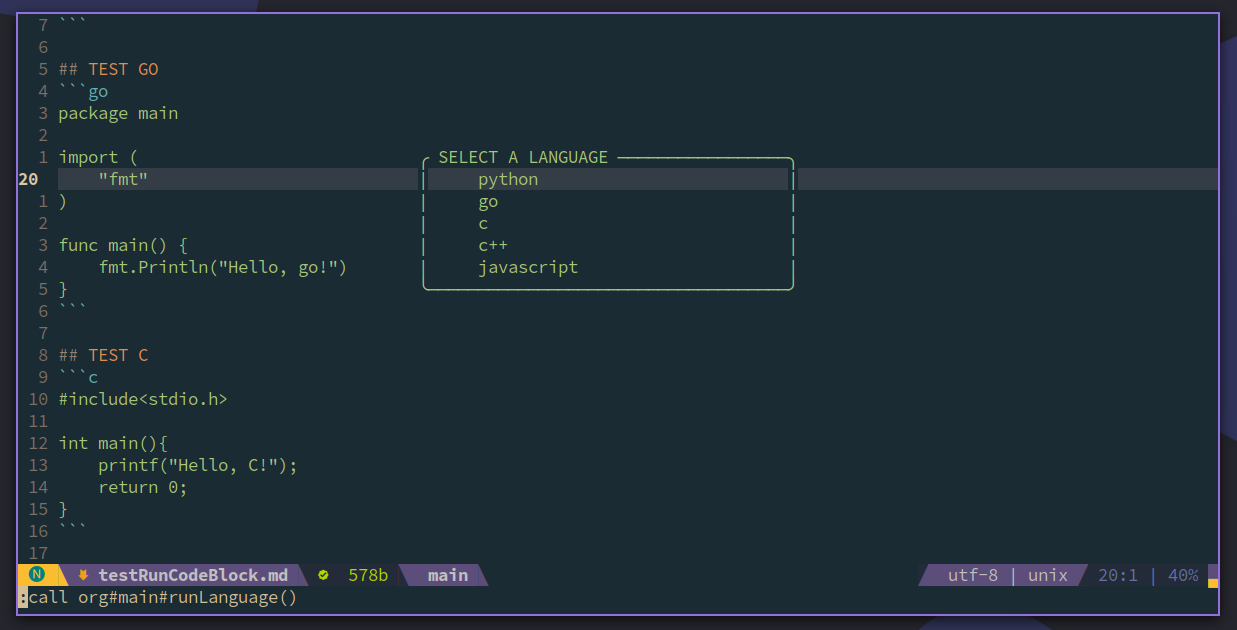 7 ```
6
5 ## TEST GO
4 ```go
3 package main
2
1 import (
20 "fmt"
1 )
2
3 func main() {
4 fmt.Println("Hello, go!")
5 }
6 ```
7
8 ## TEST C
9 ```c
10 #include<stdio.h>
11
12 int main(){
13 printf("Hello, C!");
14 return 0;
15 }
16 ```
17
SELECT A LANGUAGE
python
go
c
c++
javascript
N testRunCodeBlock.md 578b main utf-8 | unix 20:1 | 40%
:call org#main#runLanguage()